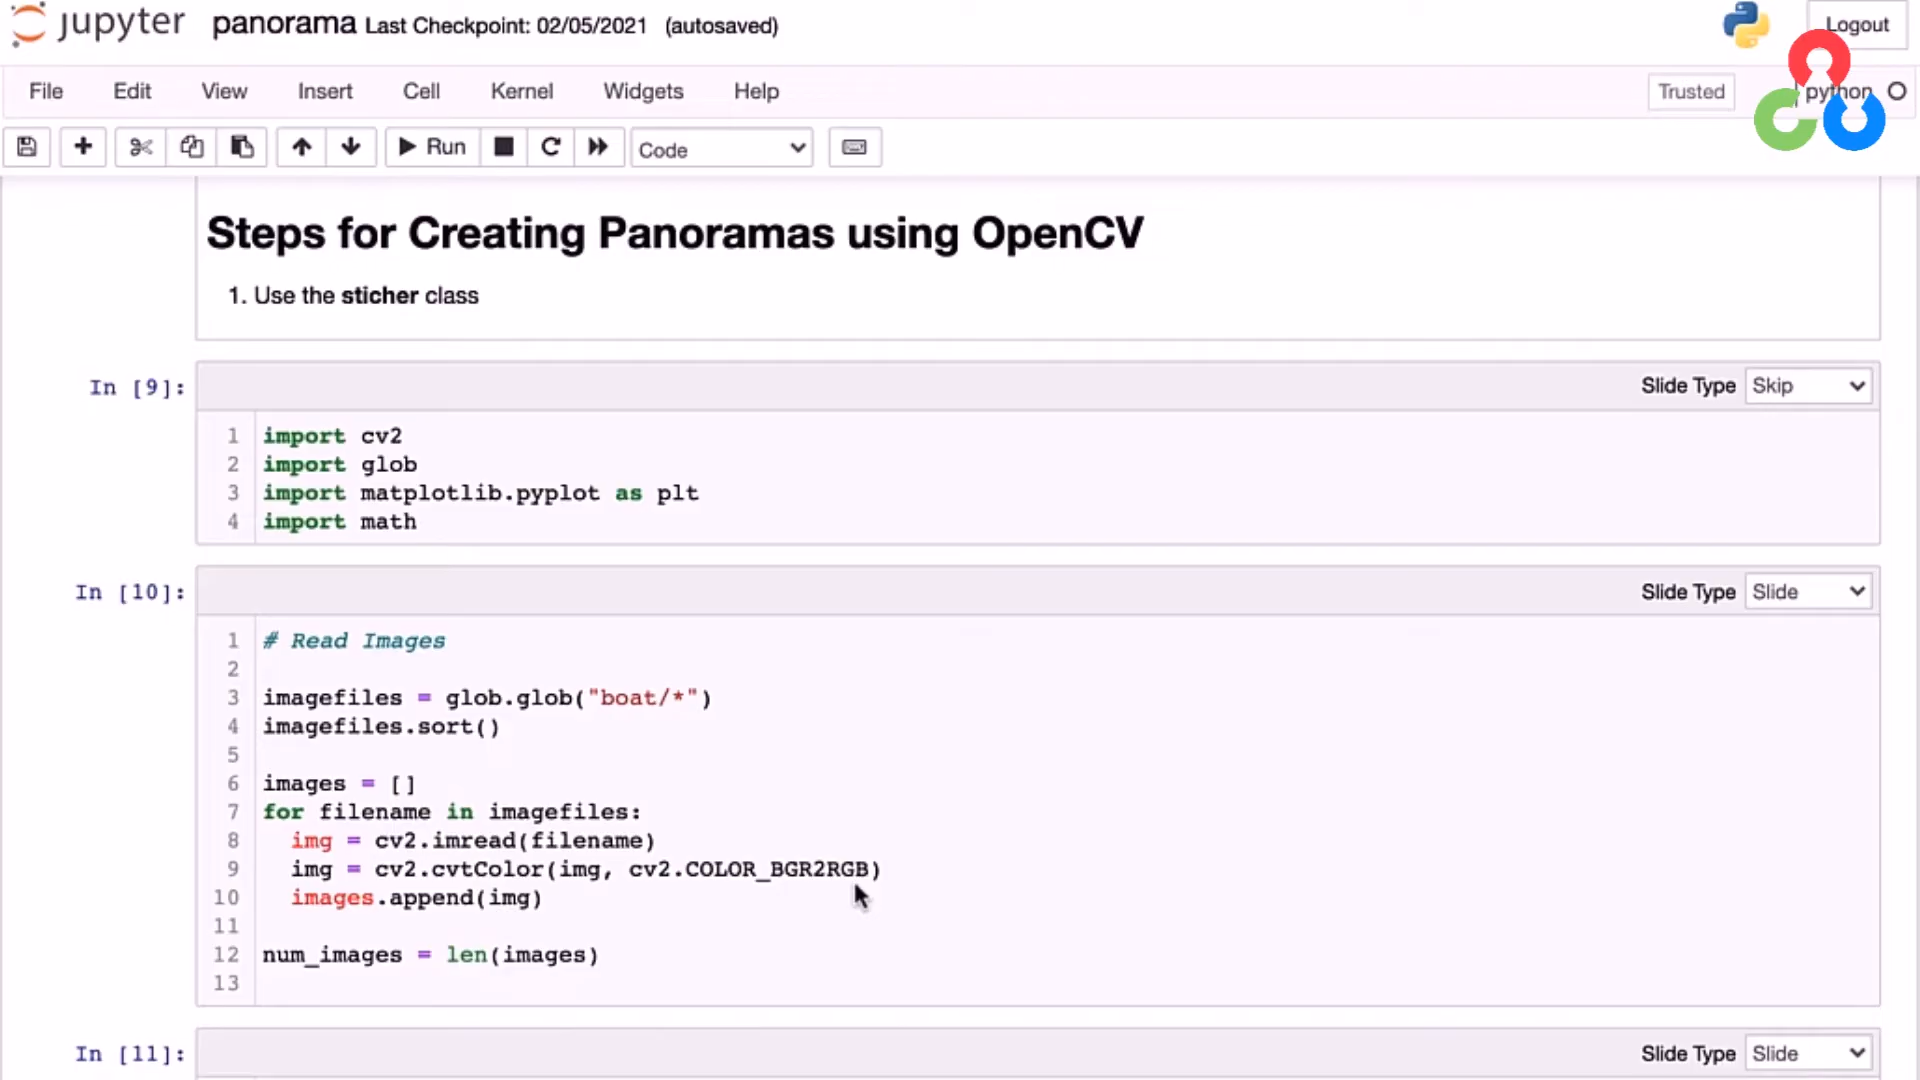 jupyter panorama Last Checkpoint: 02/05/2021 (autosaved) Logout
File Edit View Insert Cell Kernel Widgets Help Trusted python
Run Code
Steps for Creating Panoramas using OpenCV
1. Use the sticher class
In [9]: Slide Type Skip
1 import cv2
2 import glob
3 import matplotlib.pyplot as plt
4 import math
In [10]: Slide Type Slide
1 # Read Images
2
3 imagefiles = glob.glob("boat/*")
4 imagefiles.sort()
5
6 images = []
7 for filename in imagefiles:
8 img = cv2.imread(filename)
9 img = cv2.cvtColor(img, cv2.COLOR_BGR2RGB)
10 images.append(img)
11
12 num_images = len(images)
13
In [11]: Slide Type Slide